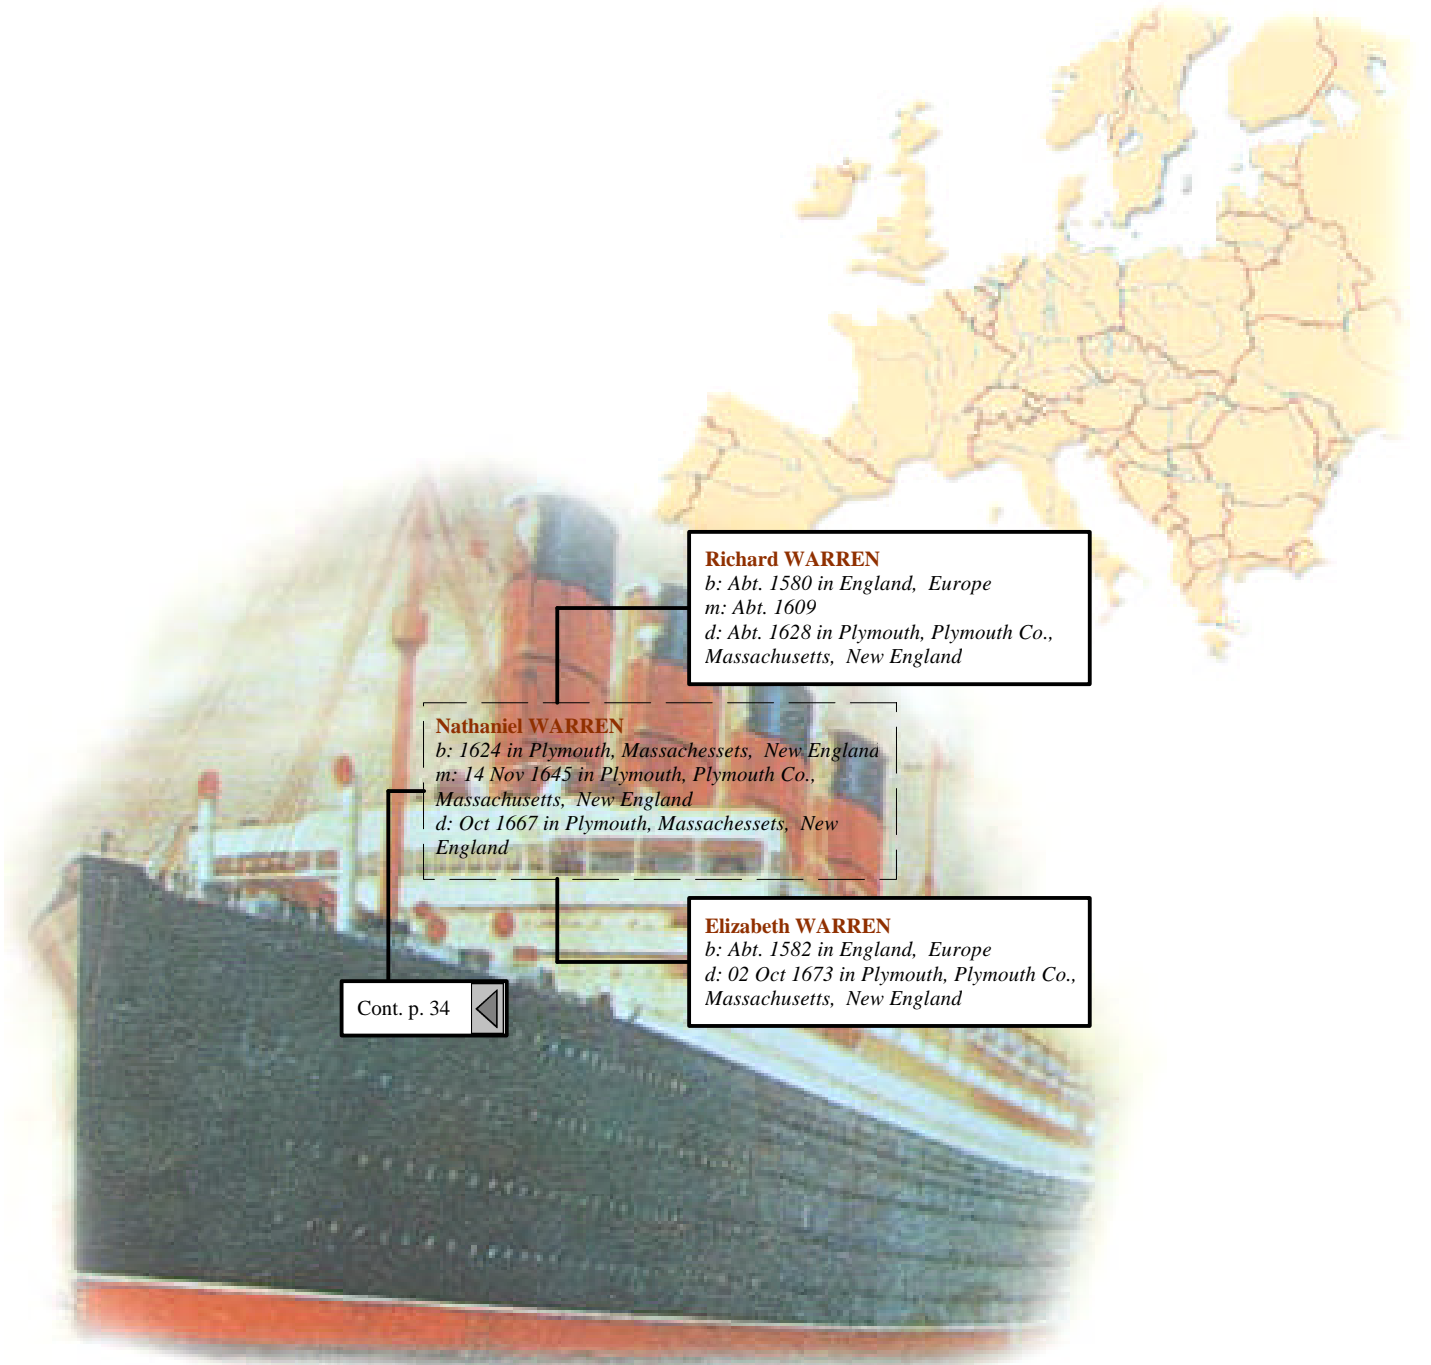 Richard WARREN
b: Abt. 1580 in England, Europe
m: Abt. 1609
d: Abt. 1628 in Plymouth, Plymouth Co.,
Massachusetts, New England
Nathaniel WARREN
b: 1624 in Plymouth, Massachessets, New England
m: 14 Nov 1645 in Plymouth, Plymouth Co.,
Massachusetts, New England
d: Oct 1667 in Plymouth, Massachessets, New
England
Elizabeth WARREN
b: Abt. 1582 in England, Europe
d: 02 Oct 1673 in Plymouth, Plymouth Co.,
Massachusetts, New England
Cont. p. 34